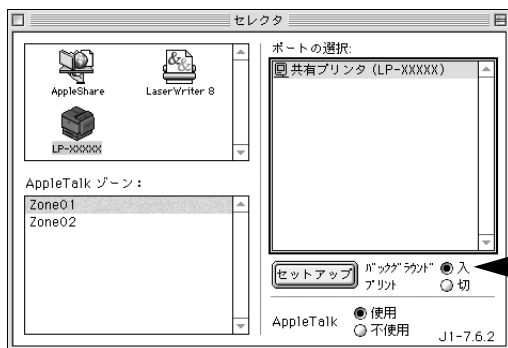 セレクタ
AppleShare
LaserWriter 8
LP-XXXXX
AppleTalk ゾーン：
Zone01
Zone02
ポートの選択:
共有プリンタ (LP-XXXXX)
セットアップ
ﾊﾞｯｸｸﾞﾗｳﾝﾄﾞ
ﾌﾟﾘﾝﾄ
入
切
AppleTalk
使用
不使用
J1-7.6.2